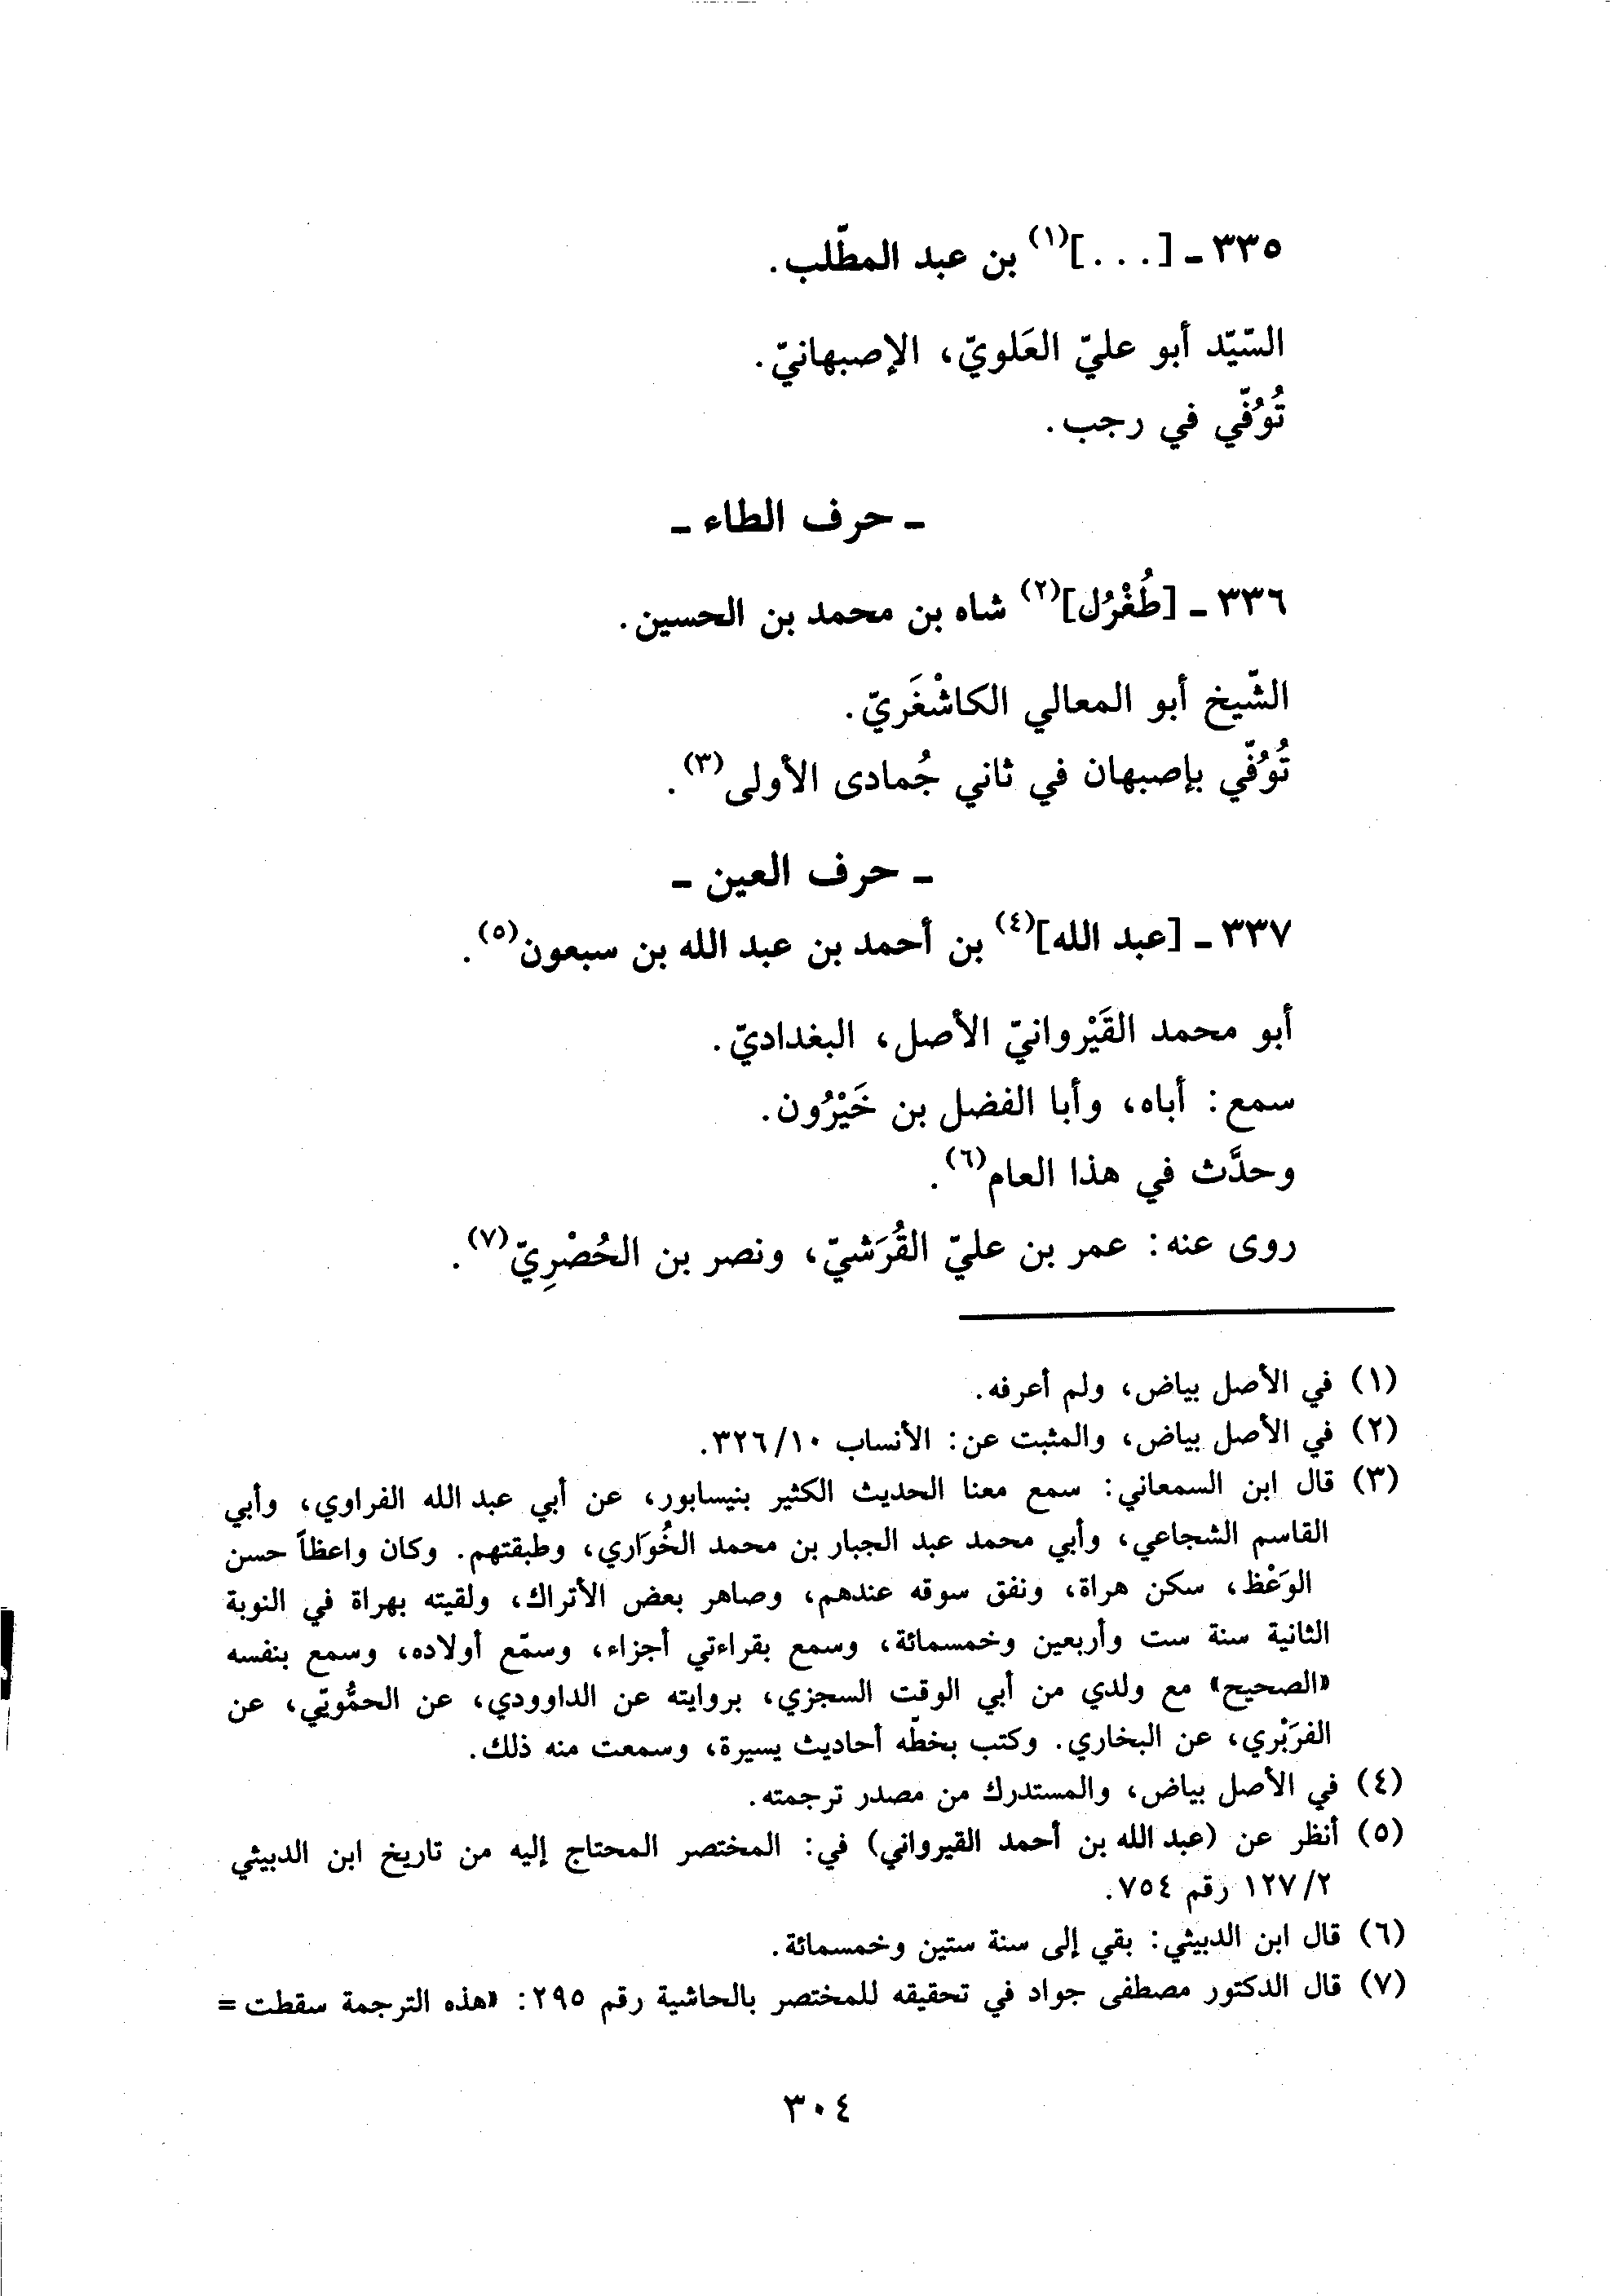 ٣٣٥ ـ [...]⁽١⁾ بن عبد المطّلب.
السّيّد أبو عليّ العَلويّ، الإصبهانيّ.
تُوُفّي في رجب.
ـ حرف الطاء ـ
٣٣٦ ـ [طُغْرُل]⁽٢⁾ شاه بن محمد بن الحسين.
الشّيخ أبو المعالي الكاشْغَريّ.
تُوُفّي بإصبهان في ثاني جُمادى الأولى⁽٣⁾.
ـ حرف العين ـ
٣٣٧ ـ [عبد الله]⁽٤⁾ بن أحمد بن عبد الله بن سبعون⁽٥⁾.
أبو محمد القَيْروانيّ الأصل، البغداديّ.
سمع: أباه، وأبا الفضل بن خَيْرُون.
وحدَّث في هذا العام⁽٦⁾.
روى عنه: عمر بن عليّ القُرَشيّ، ونصر بن الحُصْرِيّ⁽٧⁾.
(١) في الأصل بياض، ولم أعرفه.
(٢) في الأصل بياض، والمثبت عن: الأنساب ٣٢٦/١٠.
(٣) قال ابن السمعاني: سمع معنا الحديث الكثير بنيسابور، عن أبي عبد الله الفراوي، وأبي
القاسم الشجاعي، وأبي محمد عبد الجبار بن محمد الخُوَاري، وطبقتهم. وكان واعظاً حسن
الوَعْظ، سكن هراة، ونفق سوقه عندهم، وصاهر بعض الأتراك، ولقيته بهراة في النوبة
الثانية سنة ست وأربعين وخمسمائة، وسمع بقراءتي أجزاء، وسمّع أولاده، وسمع بنفسه
«الصحيح» مع ولدي من أبي الوقت السجزي، بروايته عن الداوودي، عن الحمُّويّي، عن
الفرَبْري، عن البخاري. وكتب بخطّه أحاديث يسيرة، وسمعت منه ذلك.
(٤) في الأصل بياض، والمستدرك من مصدر ترجمته.
(٥) أنظر عن (عبد الله بن أحمد القيرواني) في: المختصر المحتاج إليه من تاريخ ابن الدبيثي
١٢٧/٢ رقم ٧٥٤.
(٦) قال ابن الدبيثي: بقي إلى سنة ستين وخمسمائة.
(٧) قال الدكتور مصطفى جواد في تحقيقه للمختصر بالحاشية رقم ٢٩٥: «هذه الترجمة سقطت =
٣٠٤